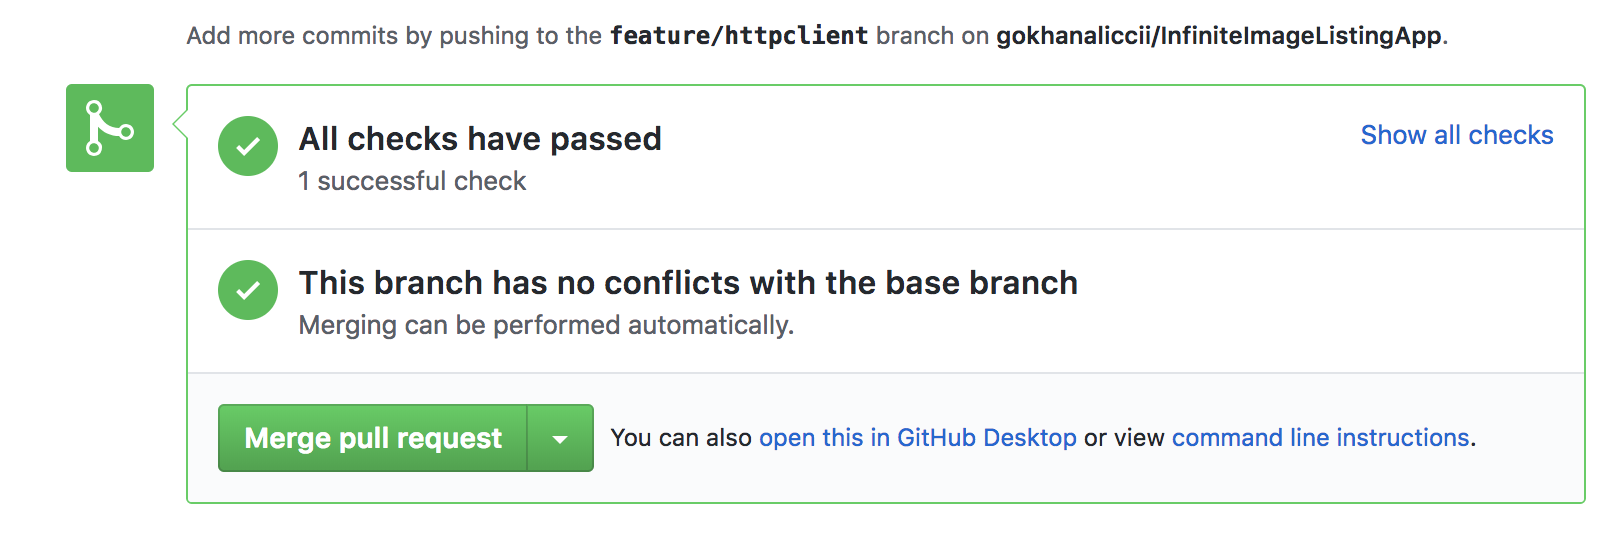 Add more commits by pushing to the feature/httpclient branch on gokhanaliccii/InfiniteImageListingApp.
All checks have passed
Show all checks
1 successful check
This branch has no conflicts with the base branch
Merging can be performed automatically.
Merge pull request
You can also open this in GitHub Desktop or view command line instructions.